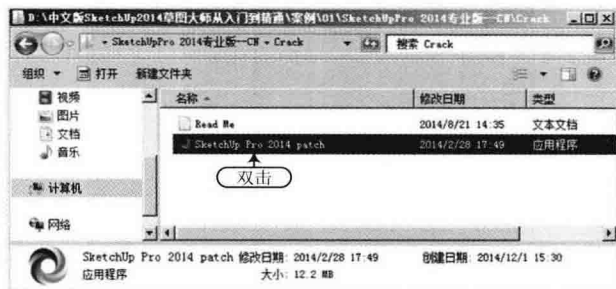 D:\中文版SketchUp2014草图大师从入门到精通\案例\01\SketchUpPro 2014专业版--CW\Crack
SketchUpPro 2014专业版--CW Crack
搜索 Crack
组织 打开 新建文件夹
视频
图片
文档
音乐
计算机
网络
名称 修改日期 类型
Read Me 2014/8/21 14:35 文本文档
SketchUp Pro 2014 patch 2014/2/28 17:49 应用程序
双击
SketchUp Pro 2014 patch 修改日期: 2014/2/28 17:49 创建日期: 2014/12/1 15:30
应用程序 大小: 12.2 MB